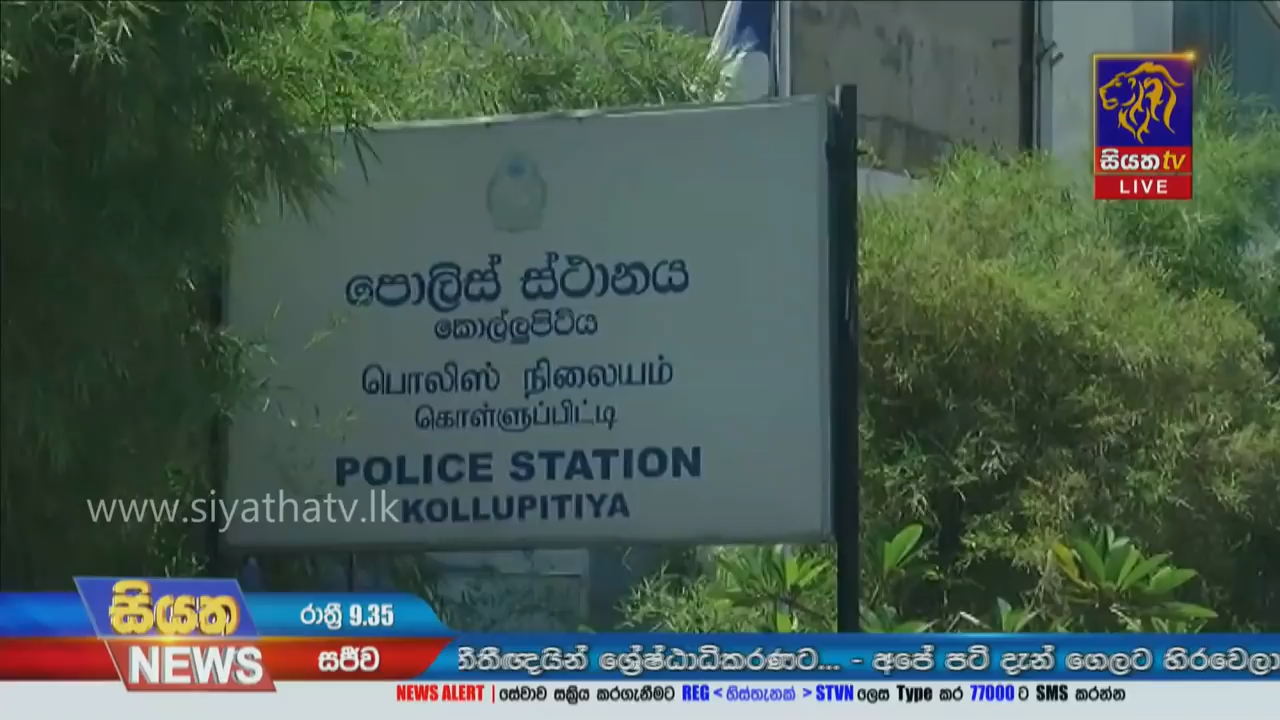 සියත tv
LIVE
පොලිස් ස්ථානය
කොල්ලුපිටිය
பொலிஸ் நிலையம்
கொள்ளுப்பிட்டி
POLICE STATION
KOLLUPITIYA
www.siyathatv.lk
සියත
NEWS
රාත්‍රී 9.35
සජීව
නීතීඥයින් ශ්‍රේෂ්ඨාධිකරණයට... - අපේ පටි දැන් ගෙලට හිරවෙලා
NEWS ALERT | සේවාව සක්‍රිය කරගැනීමට REG < හිස්තැනක් > STVN ලෙස Type කර 77000 ට SMS කරන්න